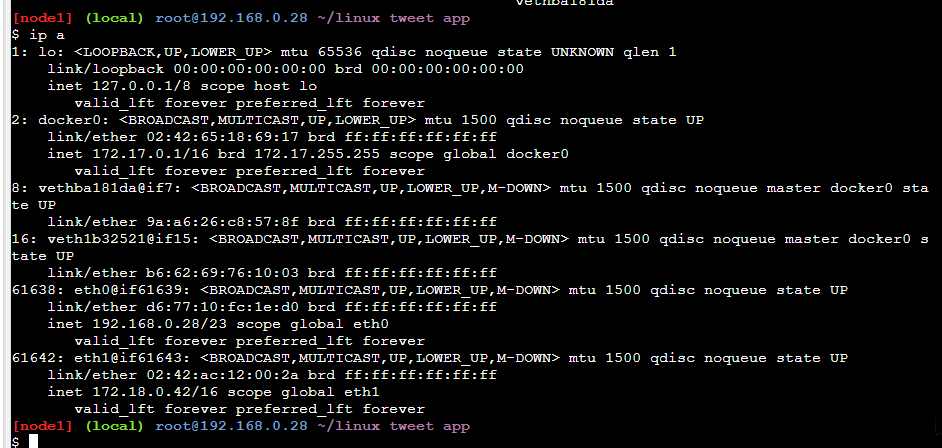 vethba181da
[node1] (local) root@192.168.0.28 ~/linux tweet app
$ ip a
1: lo: <LOOPBACK,UP,LOWER_UP> mtu 65536 qdisc noqueue state UNKNOWN qlen 1
    link/loopback 00:00:00:00:00:00 brd 00:00:00:00:00:00
    inet 127.0.0.1/8 scope host lo
       valid_lft forever preferred_lft forever
2: docker0: <BROADCAST,MULTICAST,UP,LOWER_UP> mtu 1500 qdisc noqueue state UP
    link/ether 02:42:65:18:69:17 brd ff:ff:ff:ff:ff:ff
    inet 172.17.0.1/16 brd 172.17.255.255 scope global docker0
       valid_lft forever preferred_lft forever
8: vethba181da@if7: <BROADCAST,MULTICAST,UP,LOWER_UP,M-DOWN> mtu 1500 qdisc noqueue master docker0 sta
te UP
    link/ether 9a:a6:26:c8:57:8f brd ff:ff:ff:ff:ff:ff
16: veth1b32521@if15: <BROADCAST,MULTICAST,UP,LOWER_UP,M-DOWN> mtu 1500 qdisc noqueue master docker0 s
tate UP
    link/ether b6:62:69:76:10:03 brd ff:ff:ff:ff:ff:ff
61638: eth0@if61639: <BROADCAST,MULTICAST,UP,LOWER_UP,M-DOWN> mtu 1500 qdisc noqueue state UP
    link/ether d6:77:10:fc:1e:d0 brd ff:ff:ff:ff:ff:ff
    inet 192.168.0.28/23 scope global eth0
       valid_lft forever preferred_lft forever
61642: eth1@if61643: <BROADCAST,MULTICAST,UP,LOWER_UP,M-DOWN> mtu 1500 qdisc noqueue state UP
    link/ether 02:42:ac:12:00:2a brd ff:ff:ff:ff:ff:ff
    inet 172.18.0.42/16 scope global eth1
       valid_lft forever preferred_lft forever
[node1] (local) root@192.168.0.28 ~/linux tweet app
$